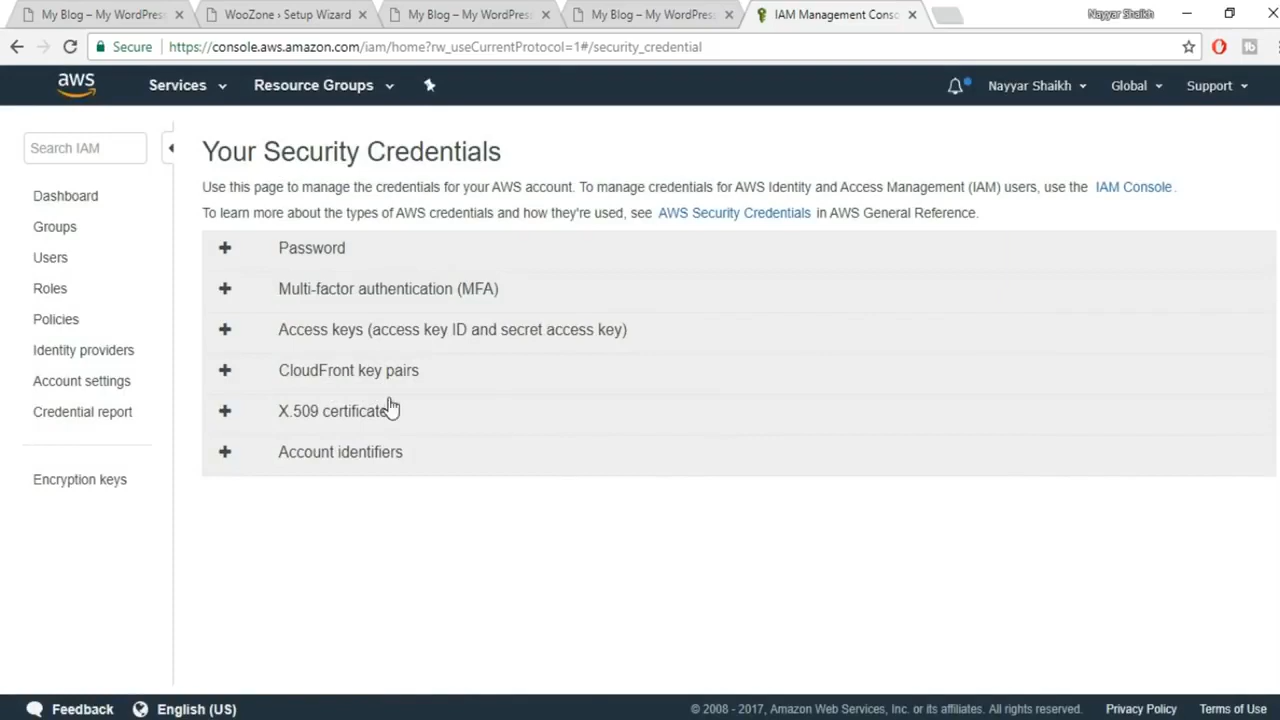 My Blog – My WordPress
WooZone › Setup Wizard
My Blog – My WordPress
My Blog – My WordPress
IAM Management Conso
Nayyar Shaikh
Secure
https://console.aws.amazon.com/iam/home?rw_useCurrentProtocol=1#/security_credential
aws
Services
Resource Groups
Nayyar Shaikh
Global
Support
Search IAM
Dashboard
Groups
Users
Roles
Policies
Identity providers
Account settings
Credential report
Encryption keys
Your Security Credentials
Use this page to manage the credentials for your AWS account. To manage credentials for AWS Identity and Access Management (IAM) users, use the IAM Console.
To learn more about the types of AWS credentials and how they're used, see AWS Security Credentials in AWS General Reference.
Password
Multi-factor authentication (MFA)
Access keys (access key ID and secret access key)
CloudFront key pairs
X.509 certificate
Account identifiers
Feedback
English (US)
© 2008 - 2017, Amazon Web Services, Inc. or its affiliates. All rights reserved.
Privacy Policy
Terms of Use